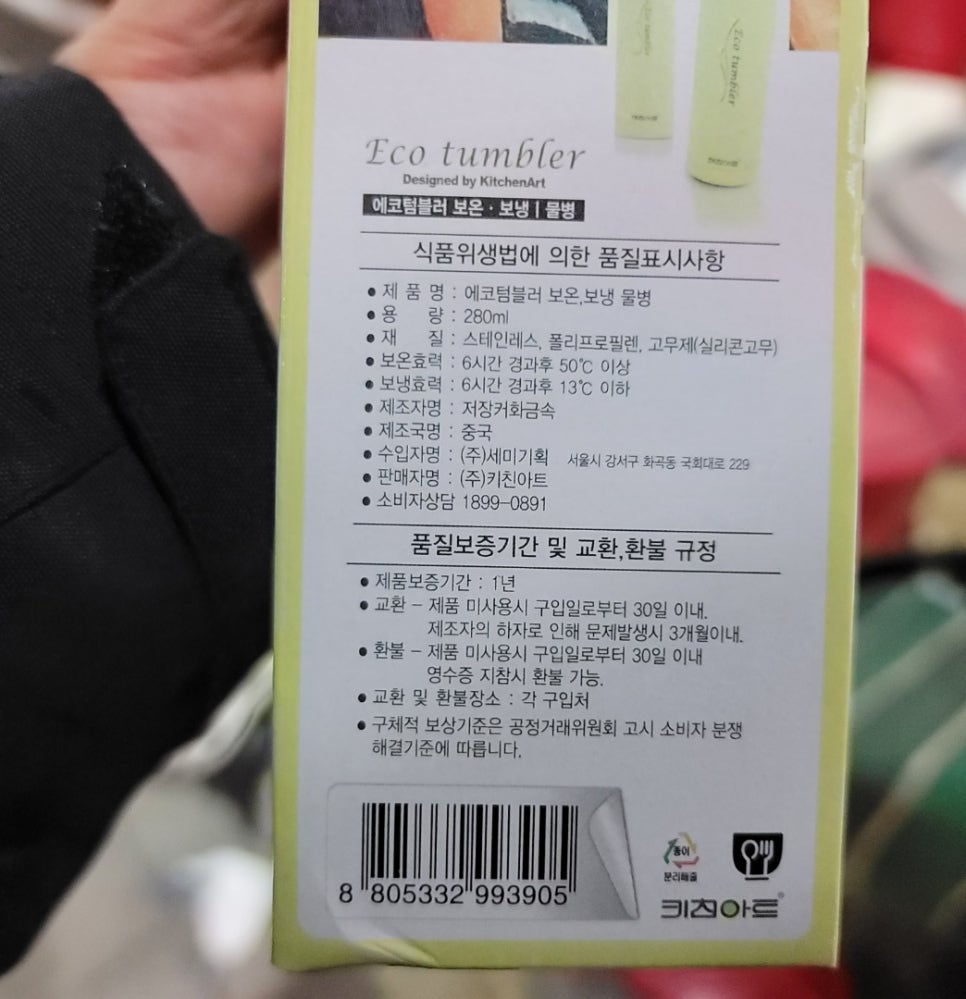 Eco tumbler
키친아트
키친아트
Eco tumbler
Designed by KitchenArt
에코텀블러 보온 · 보냉 | 물병
식품위생법에 의한 품질표시사항
● 제 품 명 : 에코텀블러 보온,보냉 물병
● 용 량 : 280ml
● 재 질 : 스테인레스, 폴리프로필렌, 고무제(실리콘고무)
● 보온효력 : 6시간 경과후 50℃ 이상
● 보냉효력 : 6시간 경과후 13℃ 이하
● 제조자명 : 저장커화금속
● 제조국명 : 중국
● 수입자명 : (주)세미기획 서울시 강서구 화곡동 국회대로 229
● 판매자명 : (주)키친아트
● 소비자상담 1899-0891
품질보증기간 및 교환,환불 규정
● 제품보증기간 : 1년
● 교환 - 제품 미사용시 구입일로부터 30일 이내.
제조자의 하자로 인해 문제발생시 3개월이내.
● 환불 - 제품 미사용시 구입일로부터 30일 이내
영수증 지참시 환불 가능.
● 교환 및 환불장소 : 각 구입처
● 구체적 보상기준은 공정거래위원회 고시 소비자 분쟁
해결기준에 따릅니다.
8 805332 993905
종이
분리배출
키친아트®